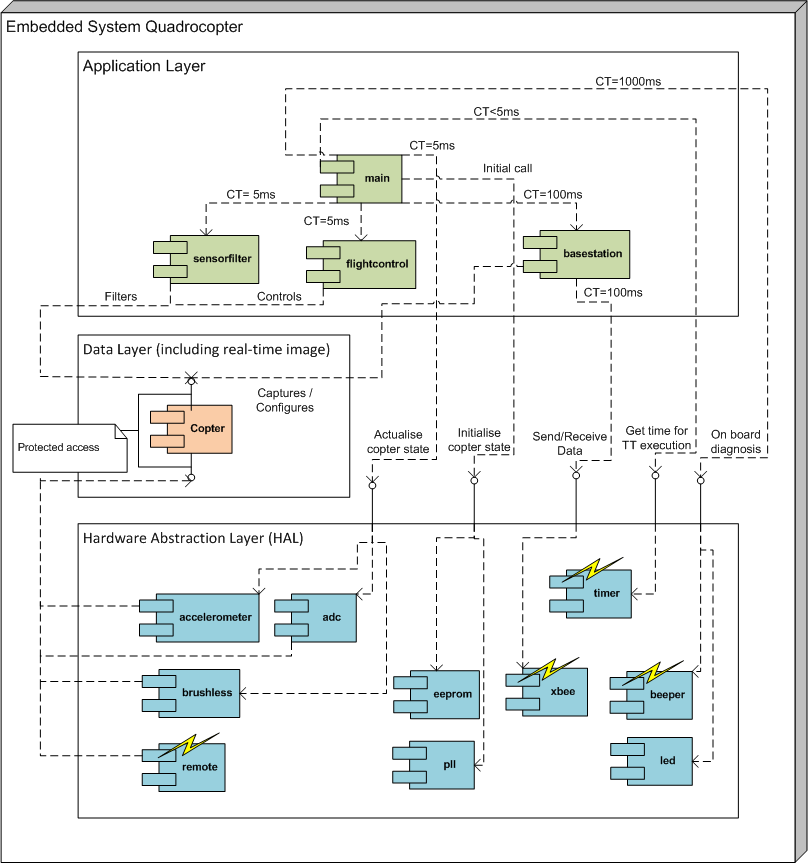 Embedded System Quadrocopter
Application Layer
CT=1000ms
CT<5ms
CT=5ms
Initial call
main
CT= 5ms
CT=5ms
CT=100ms
sensorfilter
flightcontrol
basestation
Filters
Controls
CT=100ms
Data Layer (including real-time image)
Captures /
Configures
Copter
Protected access
Actualise
copter state
Initialise
copter state
Send/Receive
Data
Get time for
TT execution
On board
diagnosis
Hardware Abstraction Layer (HAL)
accelerometer
adc
timer
brushless
eeprom
xbee
beeper
remote
pll
led